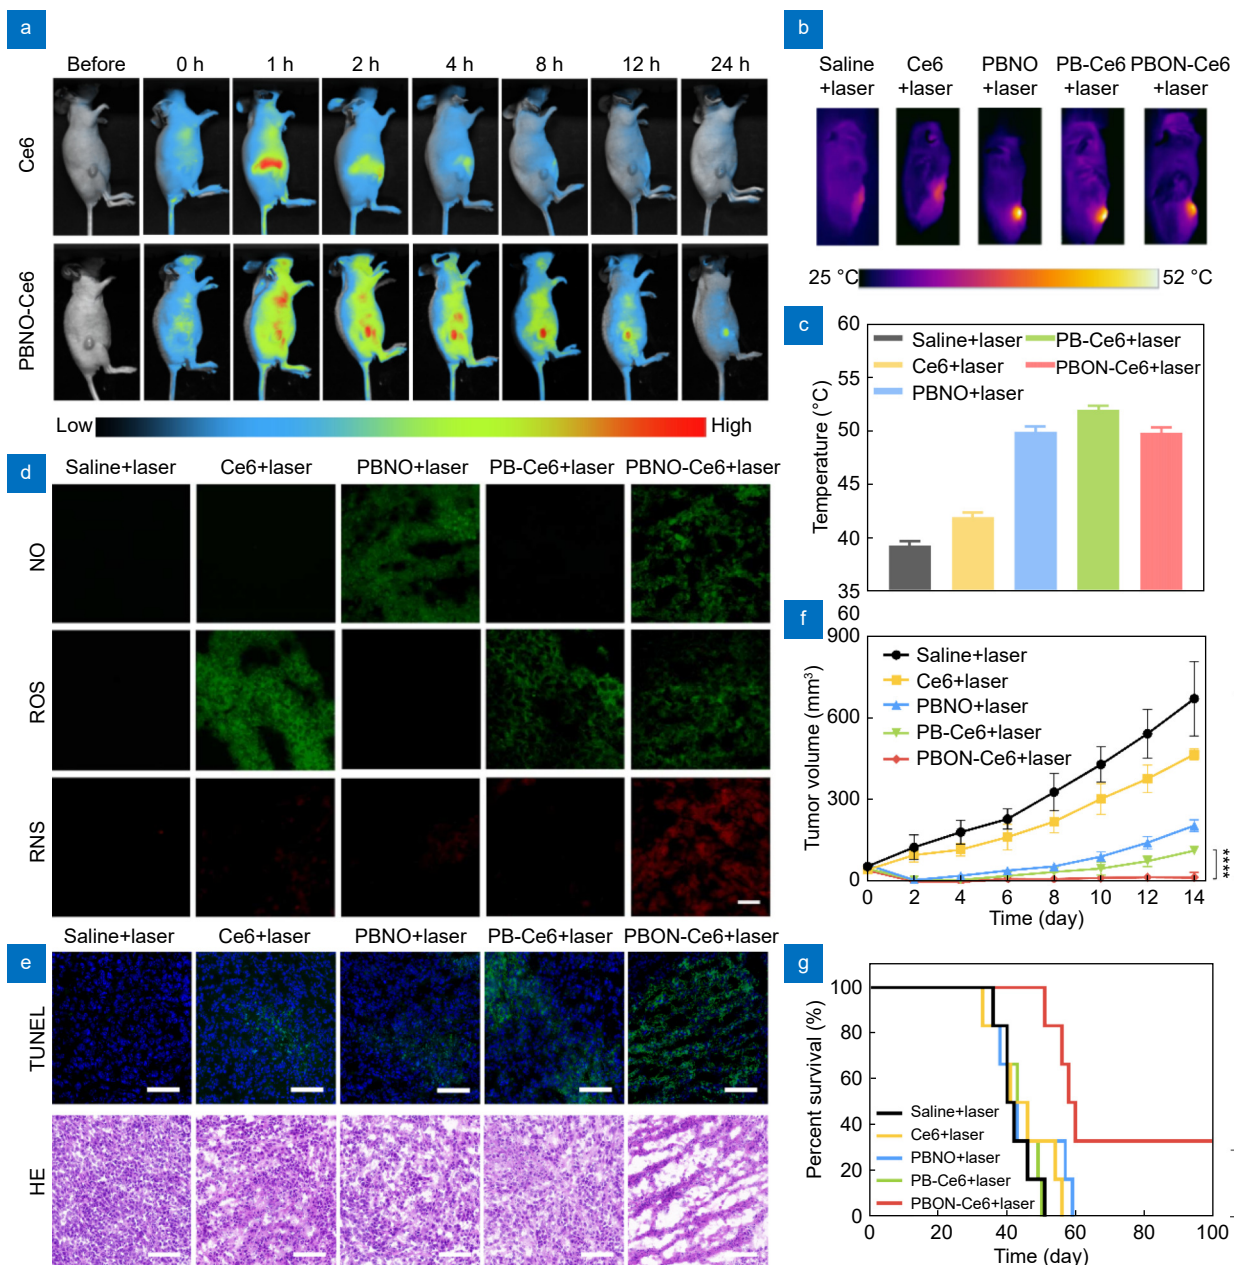 a
Before 0 h 1 h 2 h 4 h 8 h 12 h 24 h
Ce6
PBNO-Ce6
Low High
b
Saline +laser
Ce6 +laser
PBNO +laser
PB-Ce6 +laser
PBON-Ce6 +laser
25 °C 52 °C
c
Temperature (°C)
60
55
50
45
40
35
Saline+laser
Ce6+laser
PBNO+laser
PB-Ce6+laser
PBON-Ce6+laser
d
Saline+laser Ce6+laser PBNO+laser PB-Ce6+laser PBNO-Ce6+laser
NO
ROS
RNS
e
Saline+laser Ce6+laser PBNO+laser PB-Ce6+laser PBON-Ce6+laser
TUNEL
HE
f
60
Tumor volume (mm³)
900
600
300
0
Saline+laser
Ce6+laser
PBNO+laser
PB-Ce6+laser
PBON-Ce6+laser
****
0 2 4 6 8 10 12 14
Time (day)
g
Percent survival (%)
100
80
60
40
20
0
Saline+laser
Ce6+laser
PBNO+laser
PB-Ce6+laser
PBON-Ce6+laser
0 20 40 60 80 100
Time (day)